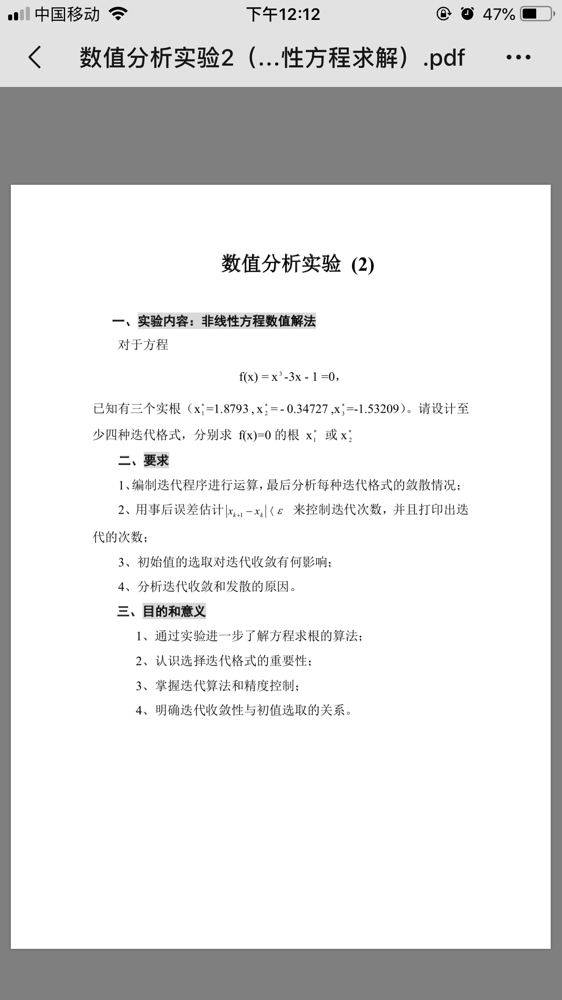 中国移动 下午12:12 47%
数值分析实验2（...性方程求解）.pdf
数值分析实验 (2)
一、实验内容：非线性方程数值解法
对于方程
f(x) = x³ -3x - 1 =0，
已知有三个实根（x₁*=1.8793 , x₂*= - 0.34727 ,x₃*=-1.53209）。请设计至
少四种迭代格式，分别求 f(x)=0 的根 x₁* 或 x₂*
二、要求
1、编制迭代程序进行运算，最后分析每种迭代格式的敛散情况；
2、用事后误差估计|xₖ₊₁ − xₖ|〈 ε 来控制迭代次数，并且打印出迭
代的次数；
3、初始值的选取对迭代收敛有何影响；
4、分析迭代收敛和发散的原因。
三、目的和意义
1、通过实验进一步了解方程求根的算法；
2、认识选择迭代格式的重要性；
3、掌握迭代算法和精度控制；
4、明确迭代收敛性与初值选取的关系。